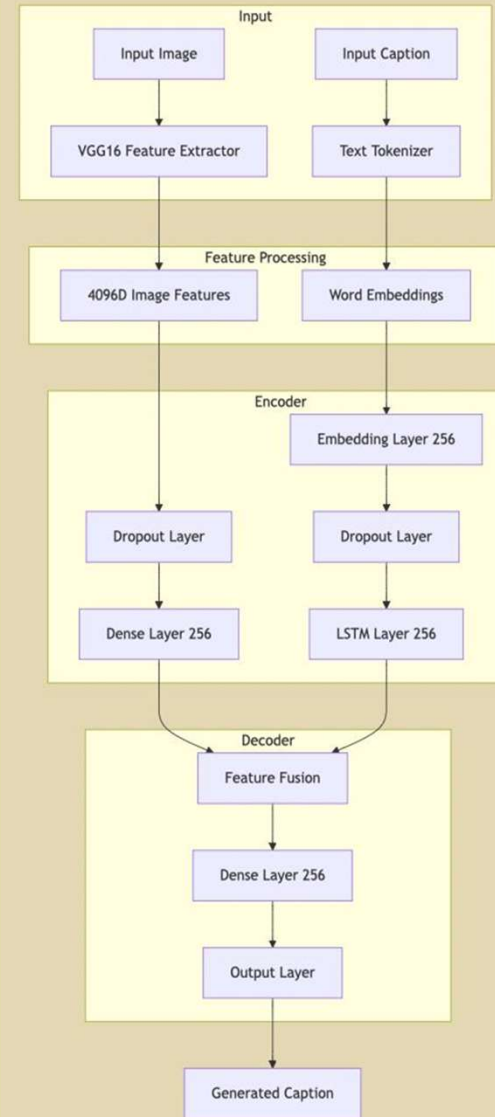 Input
Input Image
Input Caption
VGG16 Feature Extractor
Text Tokenizer
Feature Processing
4096D Image Features
Word Embeddings
Encoder
Embedding Layer 256
Dropout Layer
Dropout Layer
Dense Layer 256
LSTM Layer 256
Decoder
Feature Fusion
Dense Layer 256
Output Layer
Generated Caption